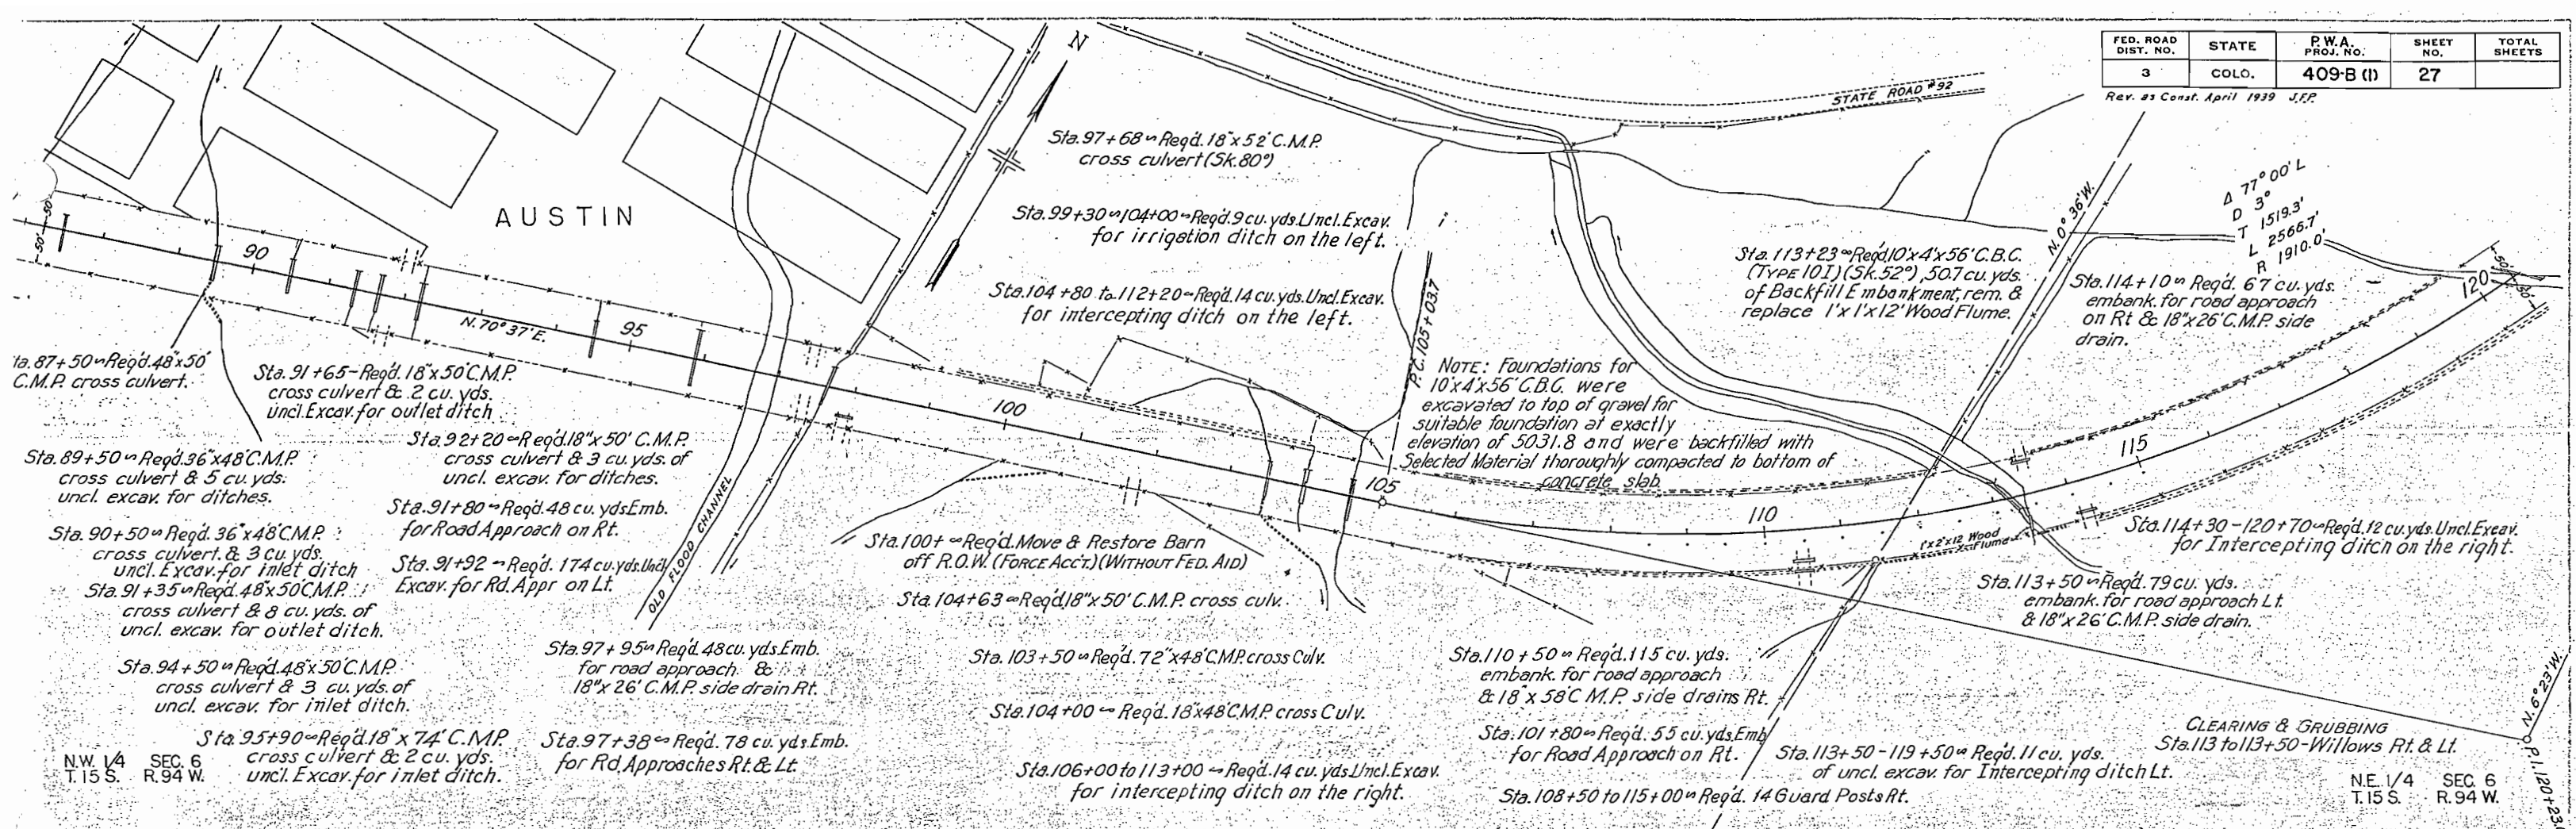 FED. ROAD DIST. NO.
STATE
P.W.A. PROJ. NO.
SHEET NO.
TOTAL SHEETS
3
COLO.
409-B (1)
27
Rev. as Const. April 1939 J.F.P.
N
STATE ROAD #92
AUSTIN
Sta. 97+68 Req'd. 18"x52' C.M.P.
cross culvert (Sk.80°)
Sta. 99+30 104+00 Req'd. 9 cu. yds. Uncl. Excav.
for irrigation ditch on the left.
Sta. 104+80 to 112+20 Req'd. 14 cu. yds. Uncl. Excav.
for intercepting ditch on the left.
P.C. 105+03.7
N. 0° 36' W.
Δ 77° 00' L
D 3°
T 1519.3'
L 2566.7'
R 1910.0'
Sta. 113+23 Req'd 10'x4'x56' C.B.C.
(TYPE 10I) (Sk. 52°), 507 cu. yds.
of Backfill Embankment, rem. &
replace 1'x1'x12' Wood Flume.
Sta. 114+10 Req'd. 67 cu. yds.
embank. for road approach
on Rt & 18"x26' C.M.P. side
drain.
NOTE: Foundations for
10'x4'x56' C.B.C. were
excavated to top of gravel for
suitable foundation at exactly
elevation of 5031.8 and were backfilled with
Selected Material thoroughly compacted to bottom of
concrete slab
50'
50'
90
95
100
105
110
115
120
50'
N. 70° 37' E.
ta. 87+50 Req'd. 48"x50'
C.M.P. cross culvert.
Sta. 91+65 Req'd. 18"x50' C.M.P.
cross culvert & 2 cu. yds.
uncl. Excav. for outlet ditch
Sta. 89+50 Req'd. 36"x48' C.M.P.
cross culvert & 5 cu. yds.
uncl. excav. for ditches.
Sta. 92+20 Req'd. 18"x50' C.M.P.
cross culvert & 3 cu. yds. of
uncl. excav. for ditches.
Sta. 91+80 Req'd. 48 cu. yds Emb.
for Road Approach on Rt.
Sta. 90+50 Req'd. 36"x48' C.M.P.
cross culvert. & 3 cu. yds.
uncl. Excav. for inlet ditch
Sta. 91+92 Req'd. 174 cu. yds. Uncl
Excav. for Rd. Appr on Lt.
Sta. 91+35 Req'd. 48"x50' C.M.P.
cross culvert & 8 cu. yds. of
uncl. excav. for outlet ditch.
OLD FLOOD CHANNEL
Sta. 94+50 Req'd. 48"x50' C.M.P.
cross culvert & 3 cu. yds. of
uncl. excav. for inlet ditch.
Sta. 97+95 Req'd. 48 cu. yds. Emb.
for road approach &
18"x26' C.M.P. side drain Rt.
Sta. 95+90 Req'd. 18"x74' C.M.P.
cross culvert & 2 cu. yds.
uncl. Excav. for inlet ditch.
Sta. 97+38 Req'd. 78 cu. yds. Emb.
for Rd. Approaches Rt. & Lt.
N.W. 1/4 SEC. 6
T. 15 S. R. 94 W.
Sta. 100+ Req'd. Move & Restore Barn
off R.O.W. (FORCE ACC'T.) (WITHOUT FED. AID)
Sta. 104+63 Req'd 18"x50' C.M.P. cross culv.
Sta. 103+50 Req'd. 72"x48' C.M.P. cross Culv.
Sta. 104+00 Req'd. 18"x48' C.M.P. cross Culv.
Sta. 106+00 to 113+00 Req'd. 14 cu. yds. Uncl. Excav.
for intercepting ditch on the right.
1'x2'x12' Wood Flume
Sta. 114+30-120+70 Req'd. 12 cu. yds. Uncl. Excav.
for Intercepting ditch on the right.
Sta. 113+50 Req'd. 79 cu. yds.
embank. for road approach Lt.
& 18"x26' C.M.P. side drain.
Sta. 110+50 Req'd. 115 cu. yds.
embank. for road approach
& 18"x58' C.M.P. side drains Rt.
Sta. 101+80 Req'd. 55 cu. yds. Emb
for Road Approach on Rt.
Sta. 113+50-119+50 Req'd. 11 cu. yds.
of uncl. excav. for Intercepting ditch Lt.
Sta. 108+50 to 115+00 Req'd. 14 Guard Posts Rt.
CLEARING & GRUBBING
Sta. 113 to 113+50-Willows Rt. & Lt.
N.E. 1/4 SEC. 6
T. 15 S. R. 94 W.
N. 6° 23' W.
P.I. 120+23